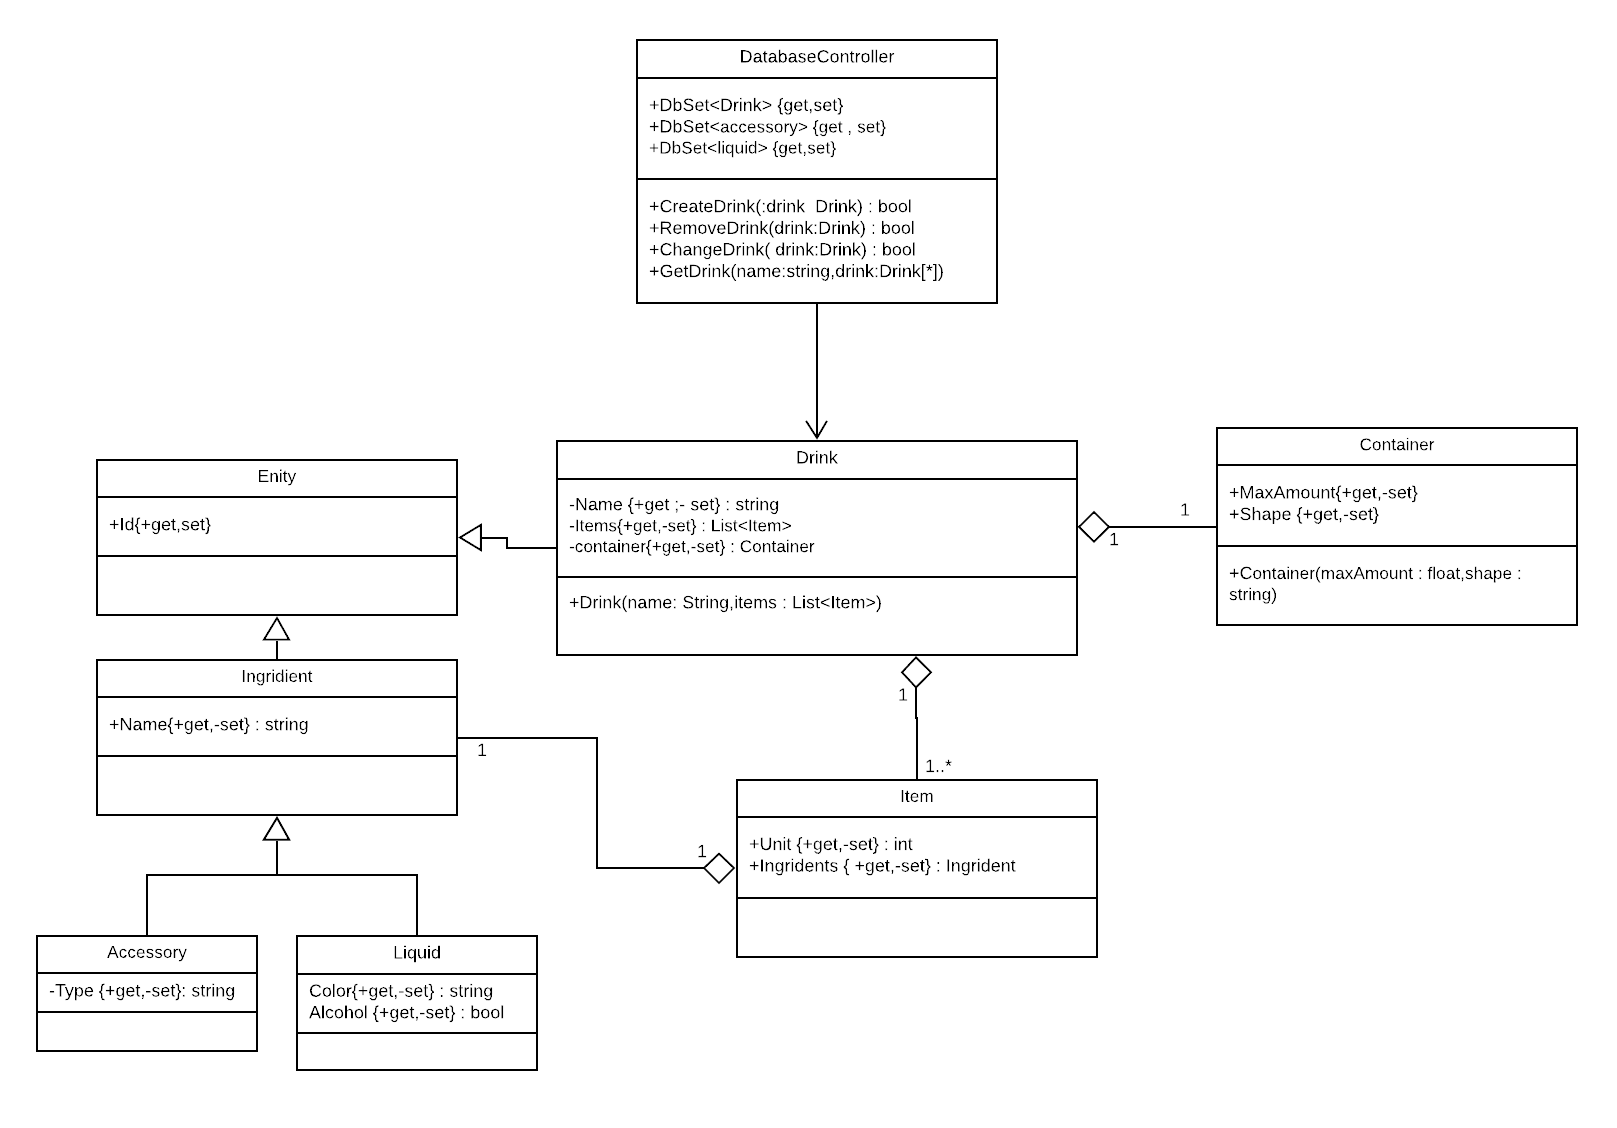 DatabaseController
+DbSet<Drink> {get,set}
+DbSet<accessory> {get , set}
+DbSet<liquid> {get,set}
+CreateDrink(:drink  Drink) : bool
+RemoveDrink(drink:Drink) : bool
+ChangeDrink( drink:Drink) : bool
+GetDrink(name:string,drink:Drink[*])
Enity
+Id{+get,set}
Drink
-Name {+get ;- set} : string
-Items{+get,-set} : List<Item>
-container{+get,-set} : Container
+Drink(name: String,items : List<Item>)
1
1
Container
+MaxAmount{+get,-set}
+Shape {+get,-set}
+Container(maxAmount : float,shape :
string)
Ingridient
+Name{+get,-set} : string
1
1
1..*
1
Item
+Unit {+get,-set} : int
+Ingridents { +get,-set} : Ingrident
Accessory
-Type {+get,-set}: string
Liquid
Color{+get,-set} : string
Alcohol {+get,-set} : bool